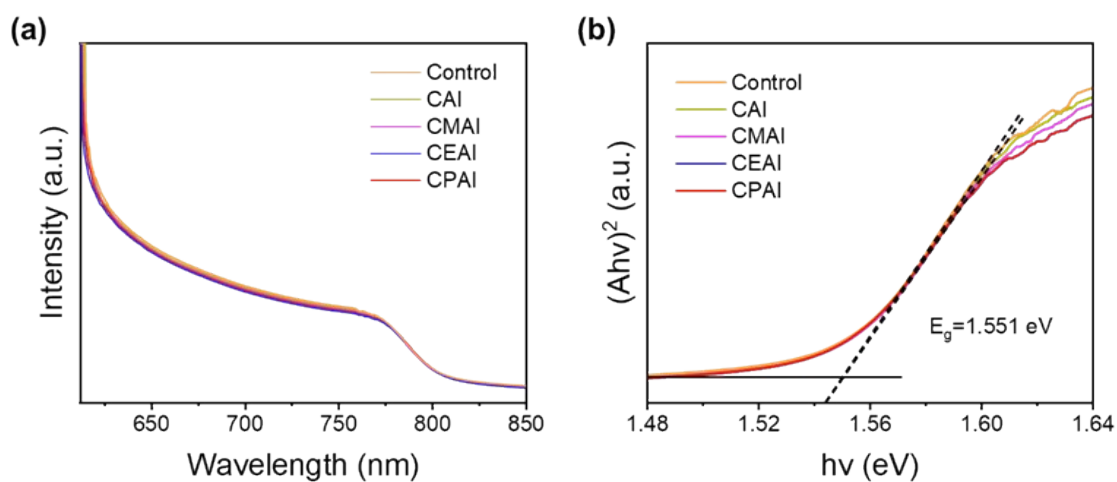 (a)
Intensity (a.u.)
Control
CAI
CMAI
CEAI
CPAI
650
700
750
800
850
Wavelength (nm)
(b)
(Ahv)²  (a.u.)
Control
CAI
CMAI
CEAI
CPAI
E_g=1.551 eV
1.48
1.52
1.56
1.60
1.64
hv (eV)